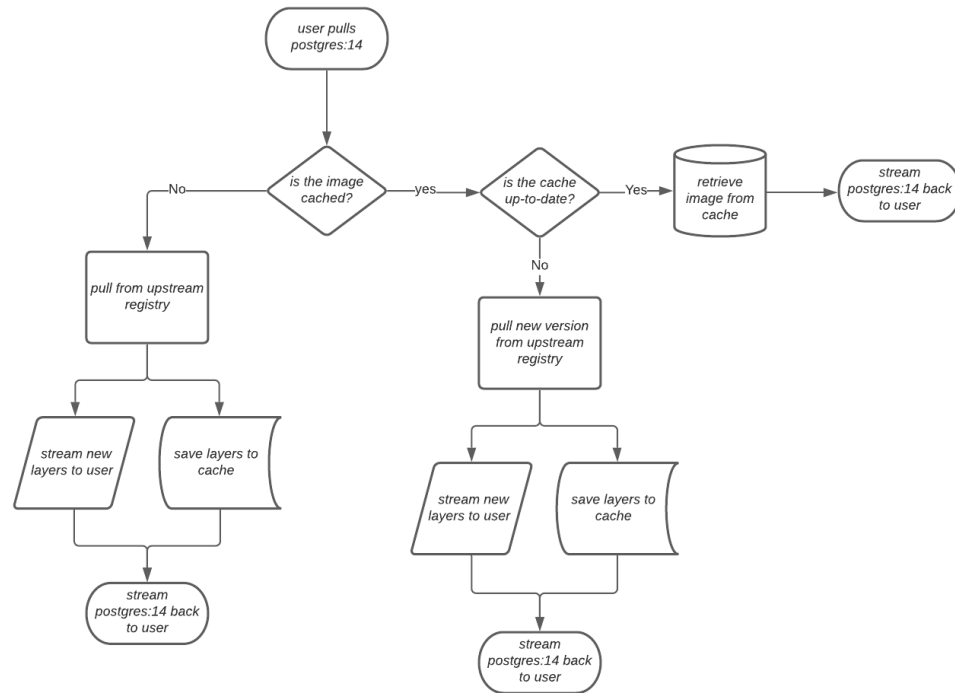 user pulls
postgres:14
is the image
cached?
No
yes
is the cache
up-to-date?
Yes
retrieve
image from
cache
stream
postgres:14 back
to user
No
pull from upstream
registry
pull new version
from upstream
registry
stream new
layers to user
save layers to
cache
stream new
layers to user
save layers to
cache
stream
postgres:14 back
to user
stream
postgres:14 back
to user